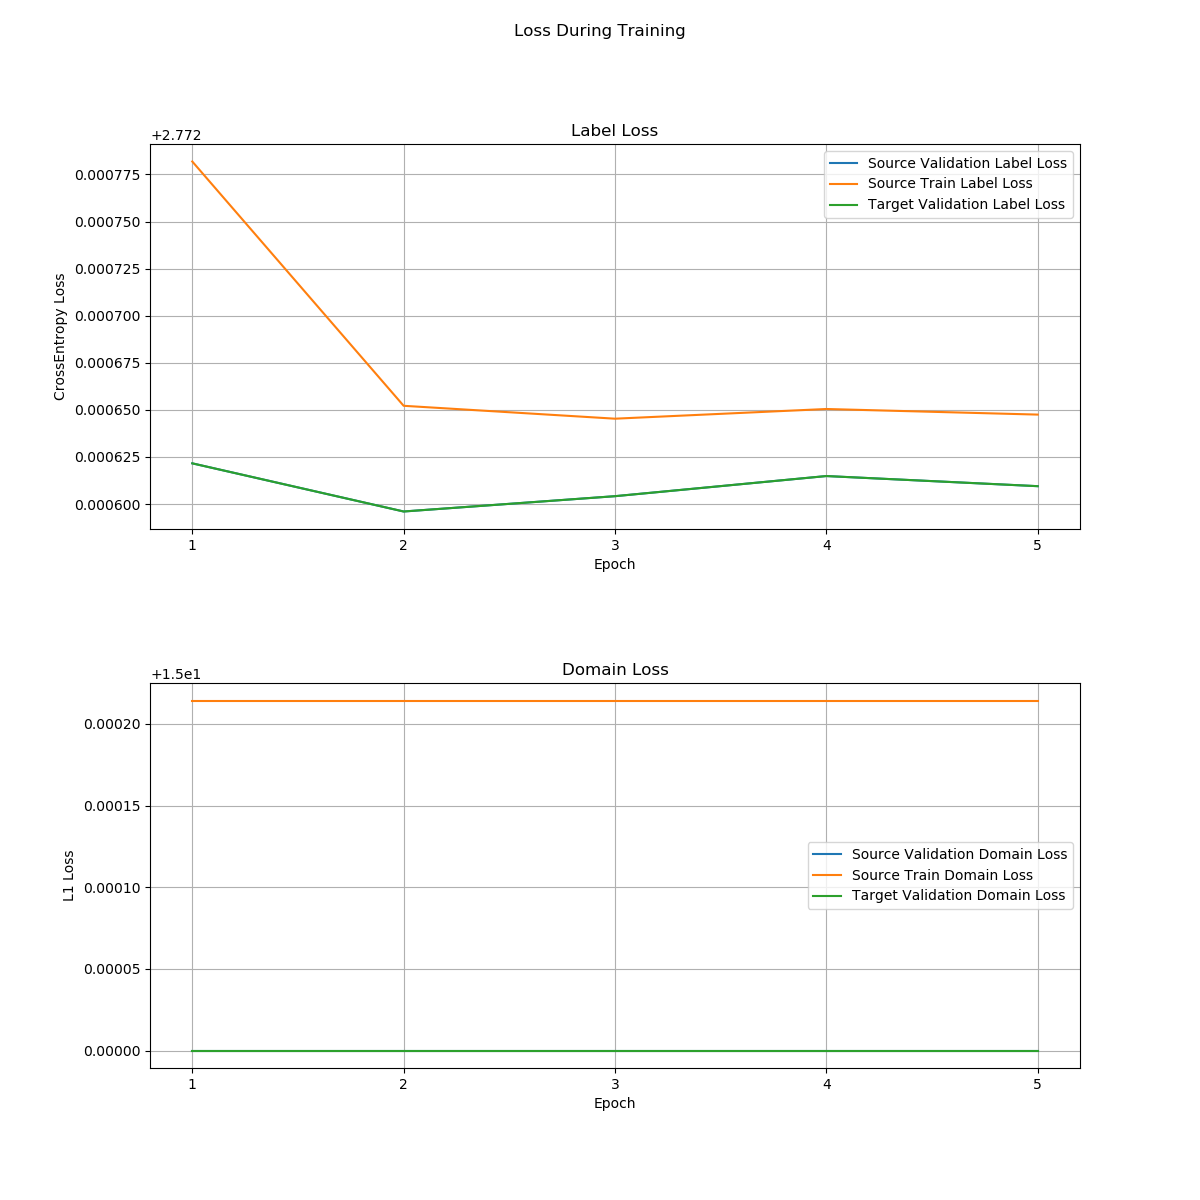 Loss During Training
Label Loss
+2.772
0.000775
0.000750
0.000725
0.000700
0.000675
0.000650
0.000625
0.000600
CrossEntropy Loss
Source Validation Label Loss
Source Train Label Loss
Target Validation Label Loss
1 2 3 4 5
Epoch
Domain Loss
+1.5e1
0.00020
0.00015
0.00010
0.00005
0.00000
L1 Loss
Source Validation Domain Loss
Source Train Domain Loss
Target Validation Domain Loss
1 2 3 4 5
Epoch